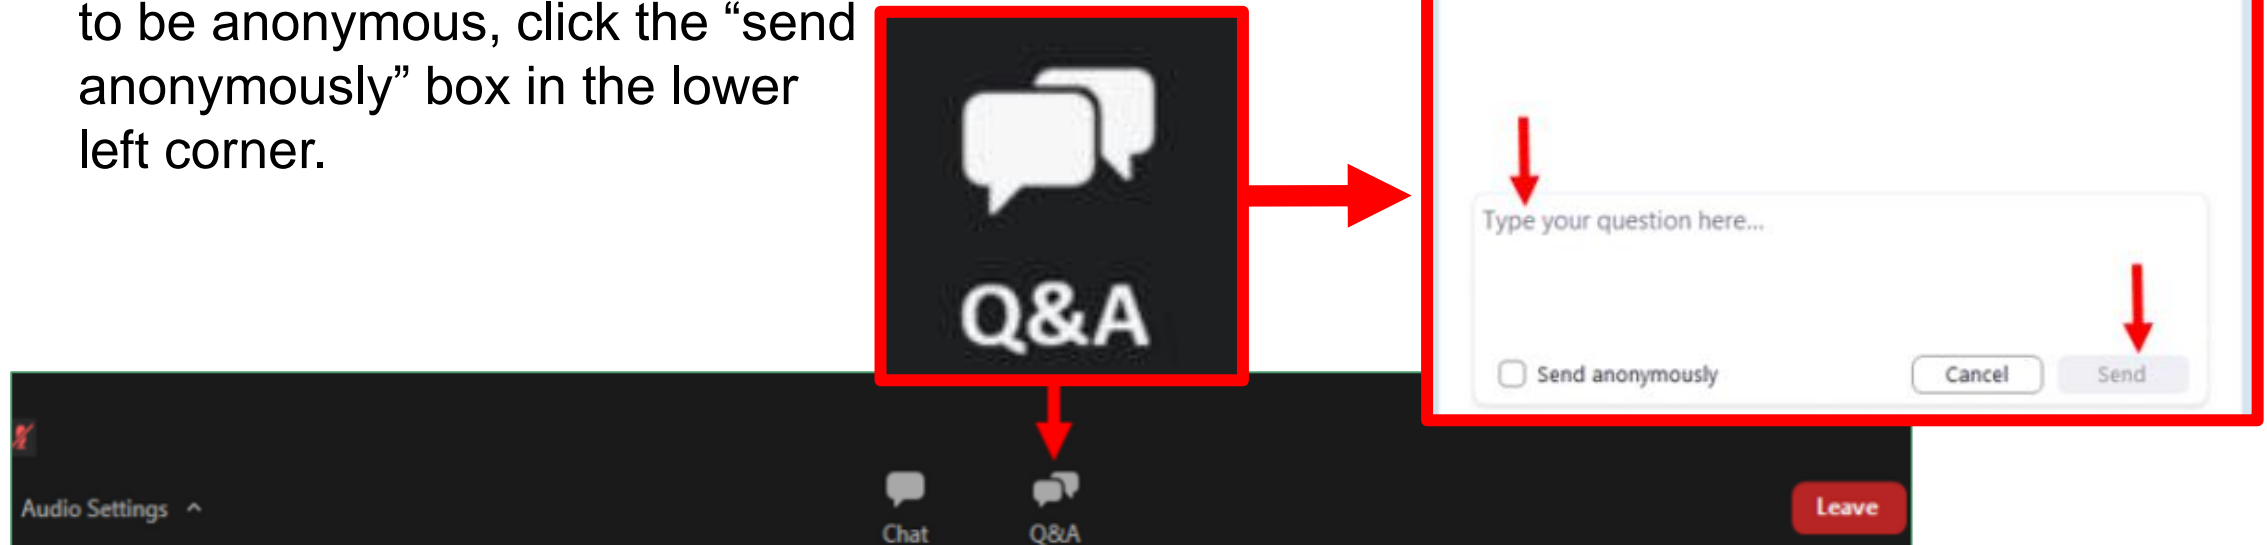 to be anonymous, click the “send
anonymously” box in the lower
left corner.
Q&A
Type your question here...
Send anonymously
Cancel
Send
Audio Settings
Chat
Q&A
Leave